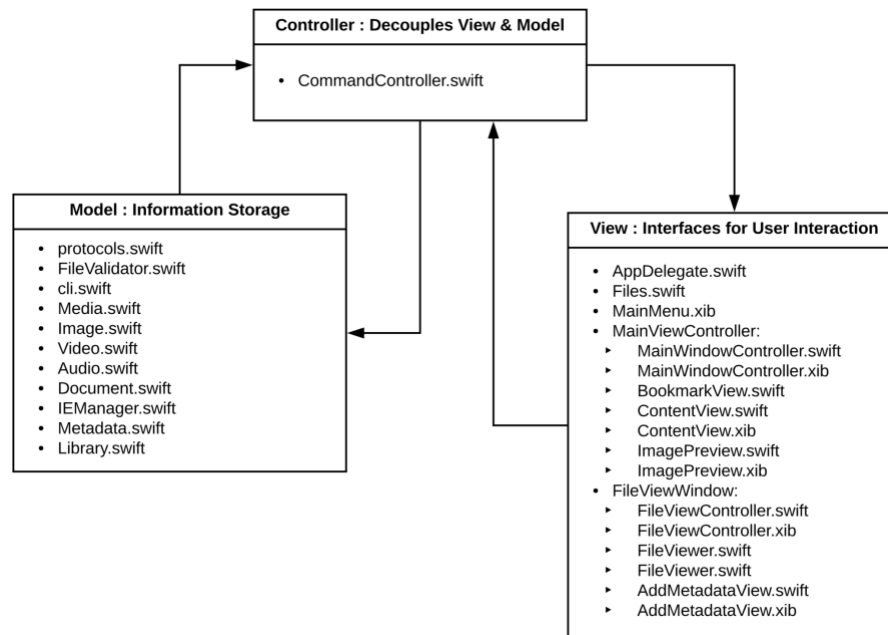 Controller : Decouples View & Model
• CommandController.swift
Model : Information Storage
• protocols.swift
• FileValidator.swift
• cli.swift
• Media.swift
• Image.swift
• Video.swift
• Audio.swift
• Document.swift
• IEManager.swift
• Metadata.swift
• Library.swift
View : Interfaces for User Interaction
• AppDelegate.swift
• Files.swift
• MainMenu.xib
• MainViewController:
‣ MainWindowController.swift
‣ MainWindowController.xib
‣ BookmarkView.swift
‣ ContentView.swift
‣ ContentView.xib
‣ ImagePreview.swift
‣ ImagePreview.xib
• FileViewWindow:
‣ FileViewController.swift
‣ FileViewController.xib
‣ FileViewer.swift
‣ FileViewer.swift
‣ AddMetadataView.swift
‣ AddMetadataView.xib